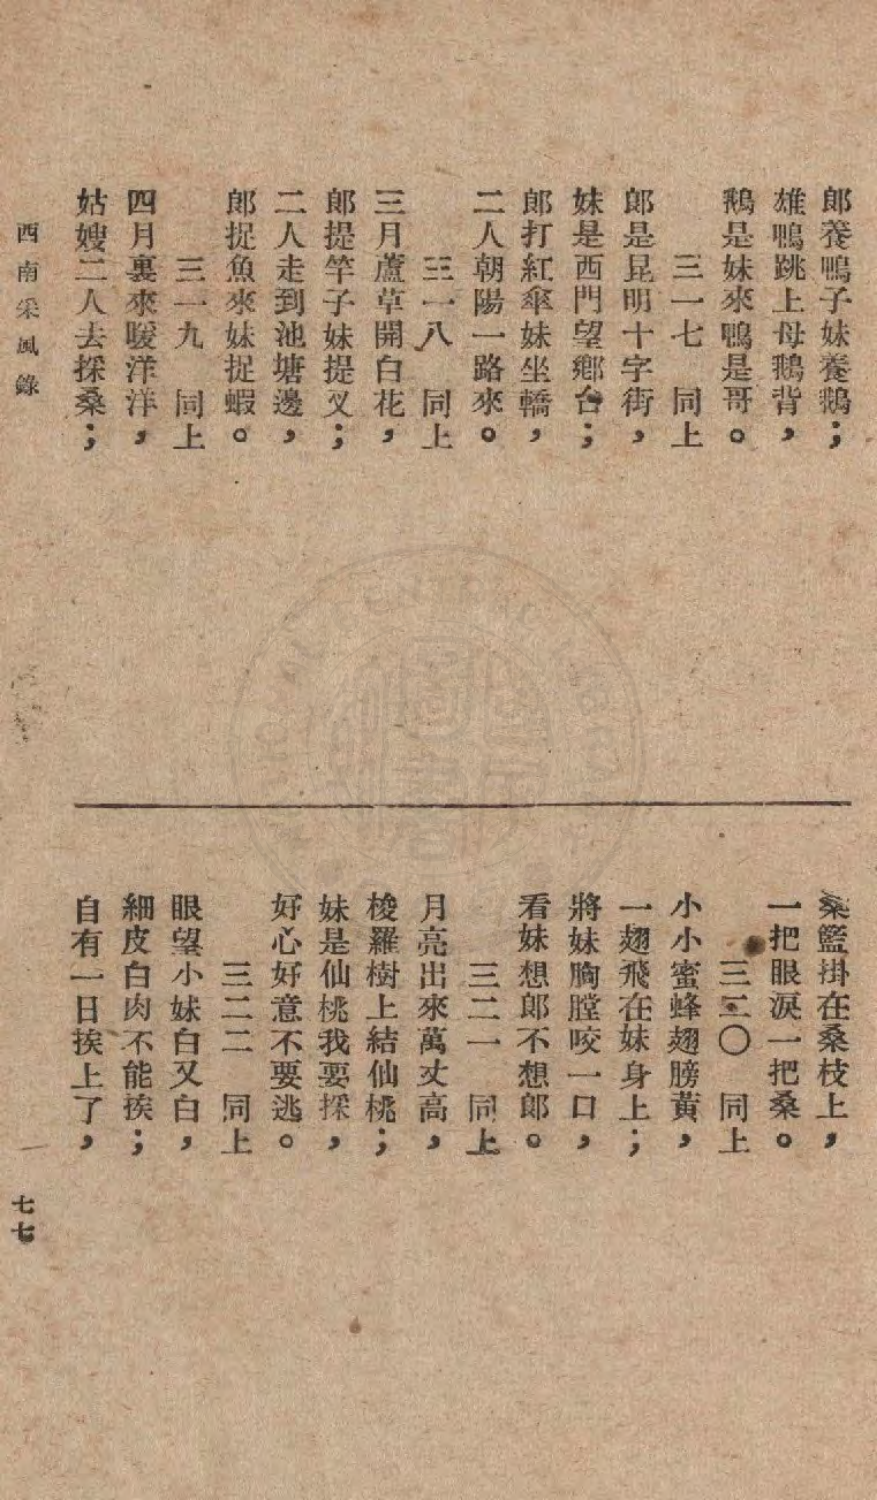 郎養鴨子妹養鵝；
雄鴨跳上母鵝背，
鵝是妹來鴨是哥。
三一七　同上
郎是昆明十字街，
妹是西門望鄉台；
郎打紅傘妹坐轎，
二人朝陽一路來。
三一八　同上
三月蘆草開白花，
郎提竿子妹提叉；
二人走到池塘邊，
郎捉魚來妹捉蝦。
三一九　同上
四月裏來暖洋洋，
姑嫂二人去採桑；
桑籃掛在桑枝上，
一把眼淚一把桑。
三二〇　同上
小小蜜蜂翅膀黃，
一翅飛在妹身上；
將妹胸膛咬一口，
看妹想郎不想郎。
三二一　同上
月亮出來萬丈高，
梭羅樹上結仙桃；
妹是仙桃我要採，
好心好意不要逃。
三二二　同上
眼望小妹白又白，
細皮白肉不能挨；
自有一日挨上了，
西南采風錄
七七